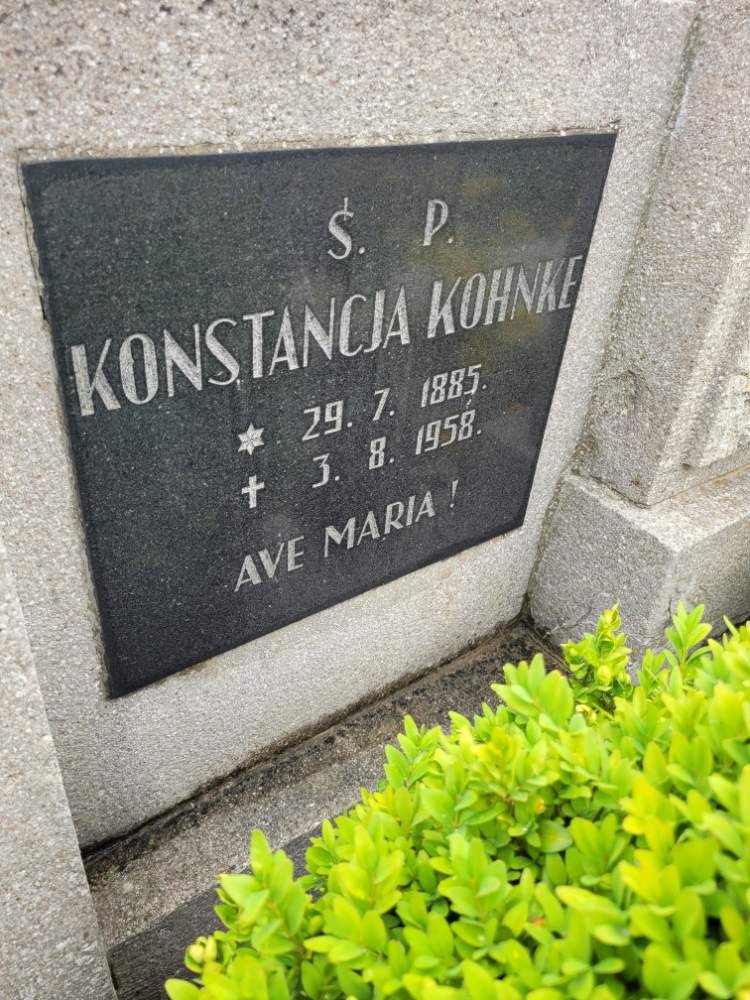 Ś. P.
KONSTANCJA KOHNKE
* 29. 7. 1885.
† 3. 8. 1958.
AVE MARIA!